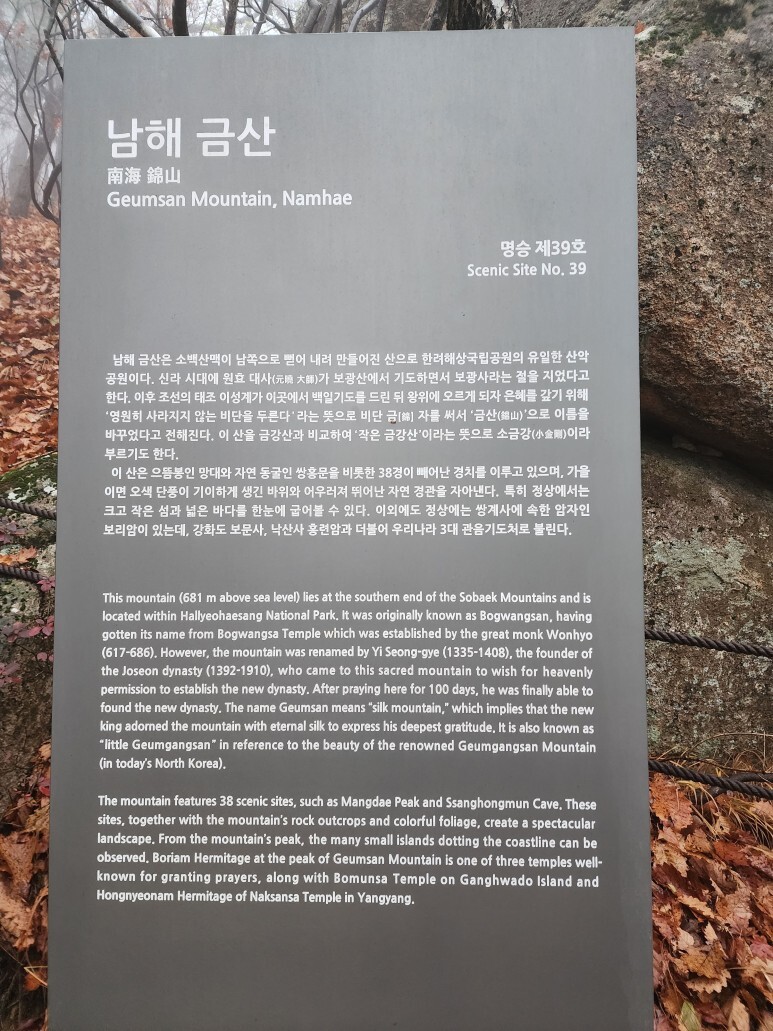 남해 금산
南海 錦山
Geumsan Mountain, Namhae
명승 제39호
Scenic Site No. 39
남해 금산은 소백산맥이 남쪽으로 뻗어 내려 만들어진 산으로 한려해상국립공원의 유일한 산악
공원이다. 신라 시대에 원효 대사(元曉 大師)가 보광산에서 기도하면서 보광사라는 절을 지었다고
한다. 이후 조선의 태조 이성계가 이곳에서 백일기도를 드린 뒤 왕위에 오르게 되자 은혜를 갚기 위해
'영원히 사라지지 않는 비단을 두른다'라는 뜻으로 비단 금[錦] 자를 써서 '금산(錦山)'으로 이름을
바꾸었다고 전해진다. 이 산을 금강산과 비교하여 '작은 금강산'이라는 뜻으로 소금강(小金剛)이라
부르기도 한다.
이 산은 으뜸봉인 망대와 자연 동굴인 쌍홍문을 비롯한 38경이 빼어난 경치를 이루고 있으며, 가을
이면 오색 단풍이 기이하게 생긴 바위와 어우러져 뛰어난 자연 경관을 자아낸다. 특히 정상에서는
크고 작은 섬과 넓은 바다를 한눈에 굽어볼 수 있다. 이외에도 정상에는 쌍계사에 속한 암자인
보리암이 있는데, 강화도 보문사, 낙산사 홍련암과 더불어 우리나라 3대 관음기도처로 불린다.
This mountain (681 m above sea level) lies at the southern end of the Sobaek Mountains and is
located within Hallyeohaesang National Park. It was originally known as Bogwangsan, having
gotten its name from Bogwangsa Temple which was established by the great monk Wonhyo
(617-686). However, the mountain was renamed by Yi Seong-gye (1335-1408), the founder of
the Joseon dynasty (1392-1910), who came to this sacred mountain to wish for heavenly
permission to establish the new dynasty. After praying here for 100 days, he was finally able to
found the new dynasty. The name Geumsan means "silk mountain," which implies that the new
king adorned the mountain with eternal silk to express his deepest gratitude. It is also known as
"little Geumgangsan" in reference to the beauty of the renowned Geumgangsan Mountain
(in today's North Korea).
The mountain features 38 scenic sites, such as Mangdae Peak and Ssanghongmun Cave. These
sites, together with the mountain's rock outcrops and colorful foliage, create a spectacular
landscape. From the mountain's peak, the many small islands dotting the coastline can be
observed. Boriam Hermitage at the peak of Geumsan Mountain is one of three temples well-
known for granting prayers, along with Bomunsa Temple on Ganghwado Island and
Hongnyeonam Hermitage of Naksansa Temple in Yangyang.